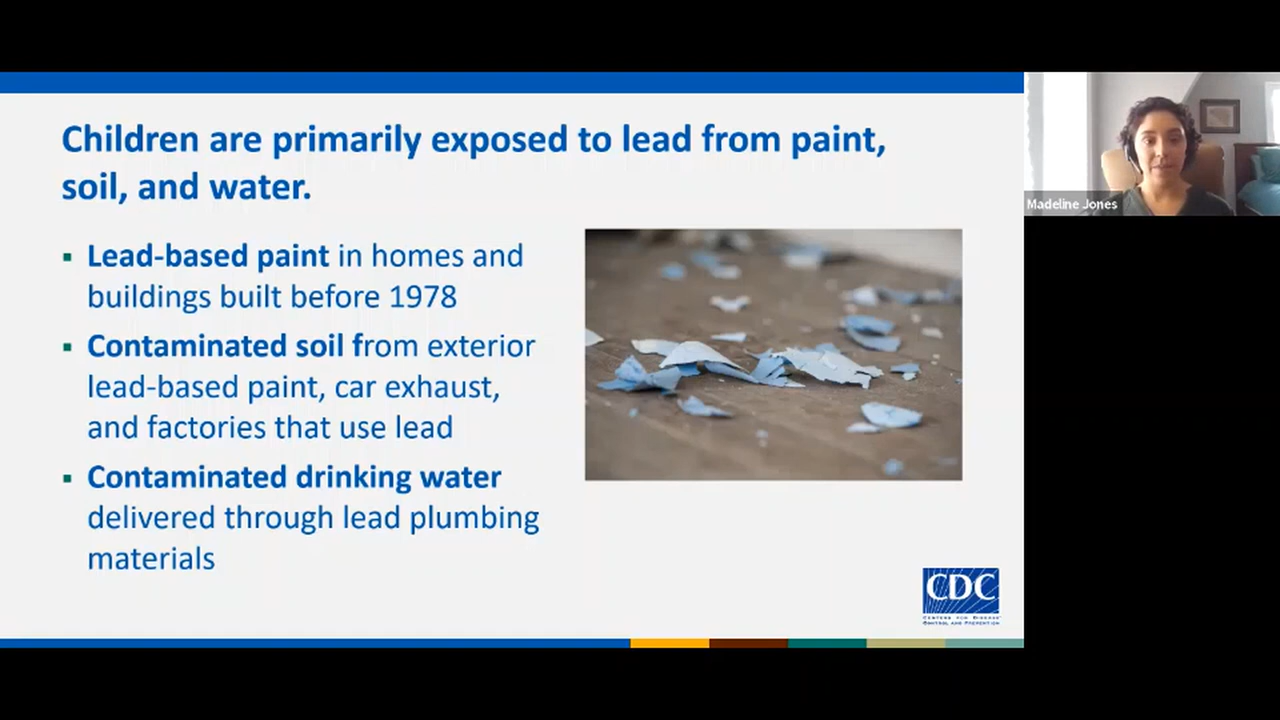 Children are primarily exposed to lead from paint,
soil, and water.
▪ Lead-based paint in homes and
buildings built before 1978
▪ Contaminated soil from exterior
lead-based paint, car exhaust,
and factories that use lead
▪ Contaminated drinking water
delivered through lead plumbing
materials
Madeline Jones
CDC
CENTERS FOR DISEASE
CONTROL AND PREVENTION